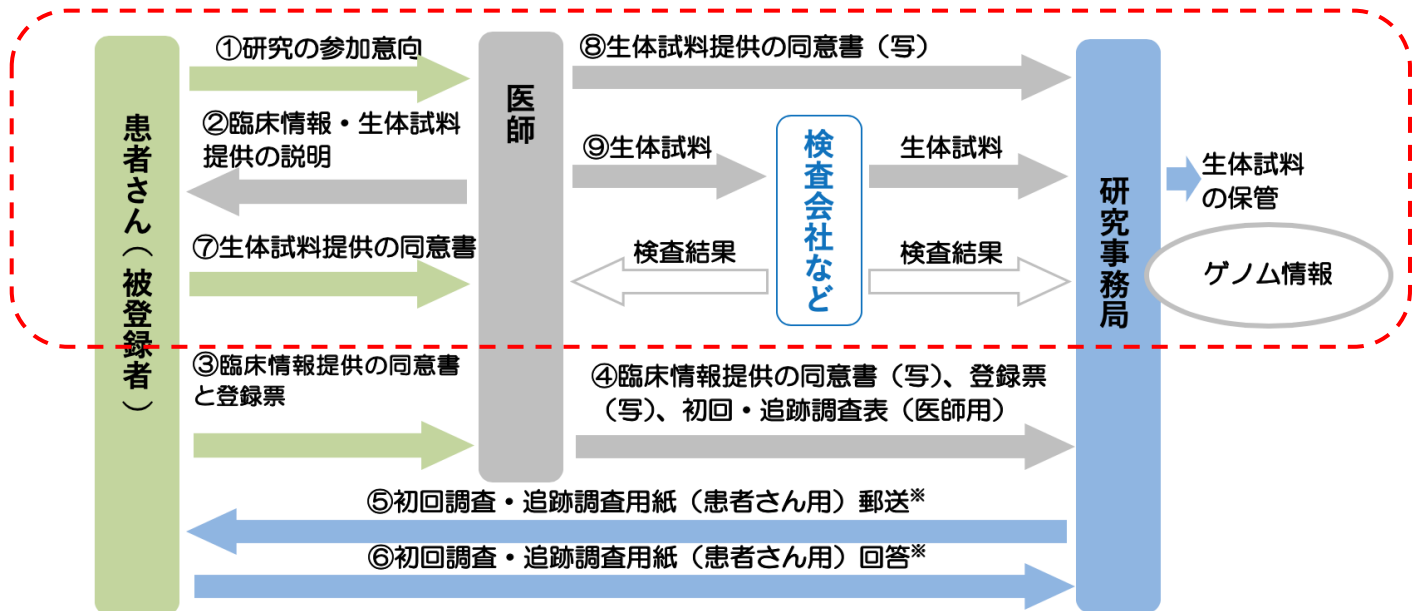 患者さん（被登録者）
①研究の参加意向
②臨床情報・生体試料
提供の説明
⑦生体試料提供の同意書
③臨床情報提供の同意書
と登録票
医師
⑧生体試料提供の同意書（写）
⑨生体試料
検査会社など
生体試料
検査結果
検査結果
④臨床情報提供の同意書（写）、登録票
（写）、初回・追跡調査表（医師用）
⑤初回調査・追跡調査用紙（患者さん用）郵送※
⑥初回調査・追跡調査用紙（患者さん用）回答※
研究事務局
生体試料
の保管
ゲノム情報